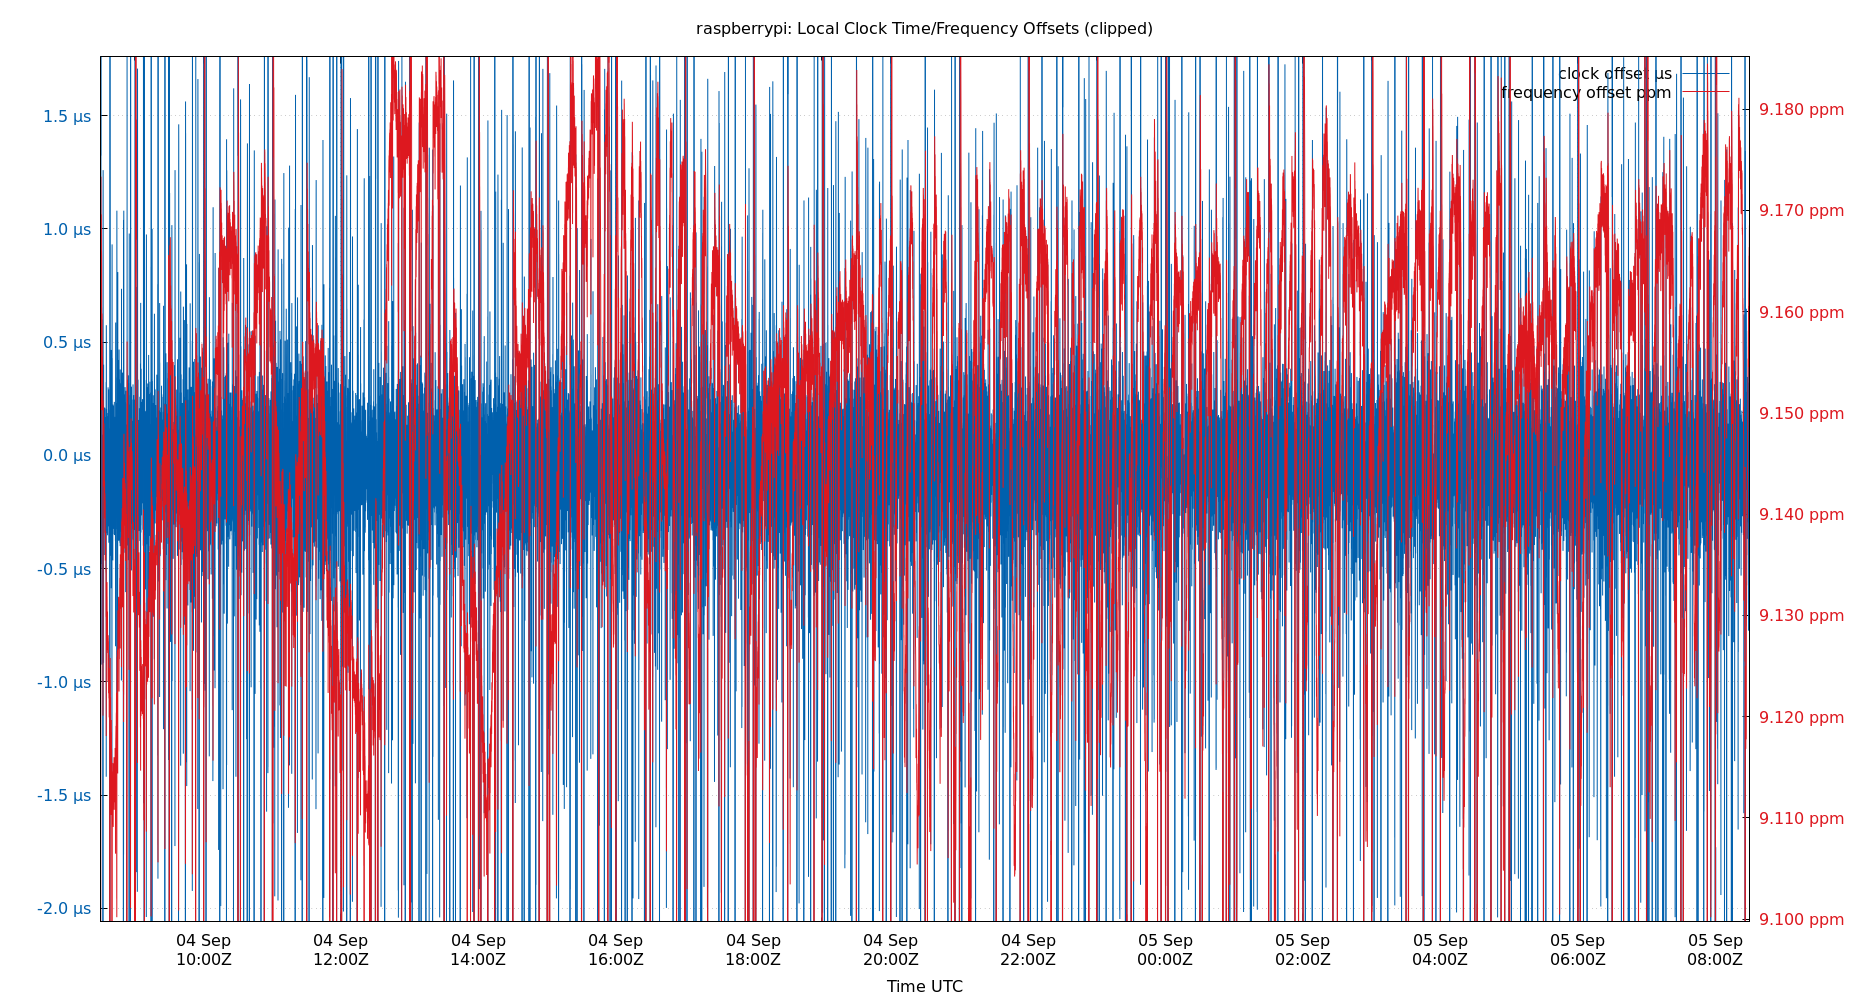 raspberrypi: Local Clock Time/Frequency Offsets (clipped)
clock offset µs
frequency offset ppm
1.5 µs
1.0 µs
0.5 µs
0.0 µs
-0.5 µs
-1.0 µs
-1.5 µs
-2.0 µs
9.180 ppm
9.170 ppm
9.160 ppm
9.150 ppm
9.140 ppm
9.130 ppm
9.120 ppm
9.110 ppm
9.100 ppm
04 Sep 04 Sep 04 Sep 04 Sep 04 Sep 04 Sep 04 Sep 05 Sep 05 Sep 05 Sep 05 Sep 05 Sep
10:00Z 12:00Z 14:00Z 16:00Z 18:00Z 20:00Z 22:00Z 00:00Z 02:00Z 04:00Z 06:00Z 08:00Z
Time UTC